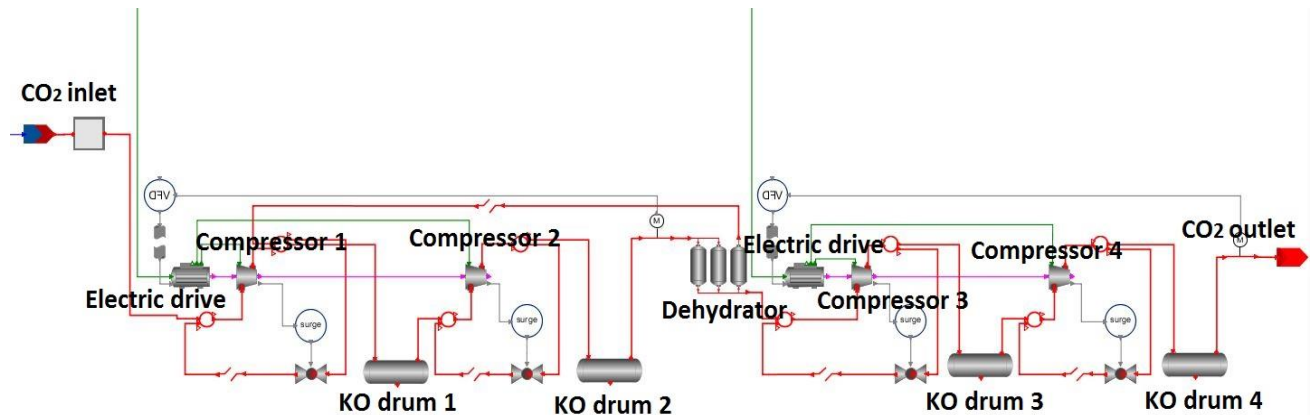 CO₂ inlet
VFD
Compressor 1
Electric drive
surge
KO drum 1
Compressor 2
surge
KO drum 2
M
Dehydrator
VFD
Electric drive
Compressor 3
surge
KO drum 3
Compressor 4
surge
KO drum 4
M
CO₂ outlet